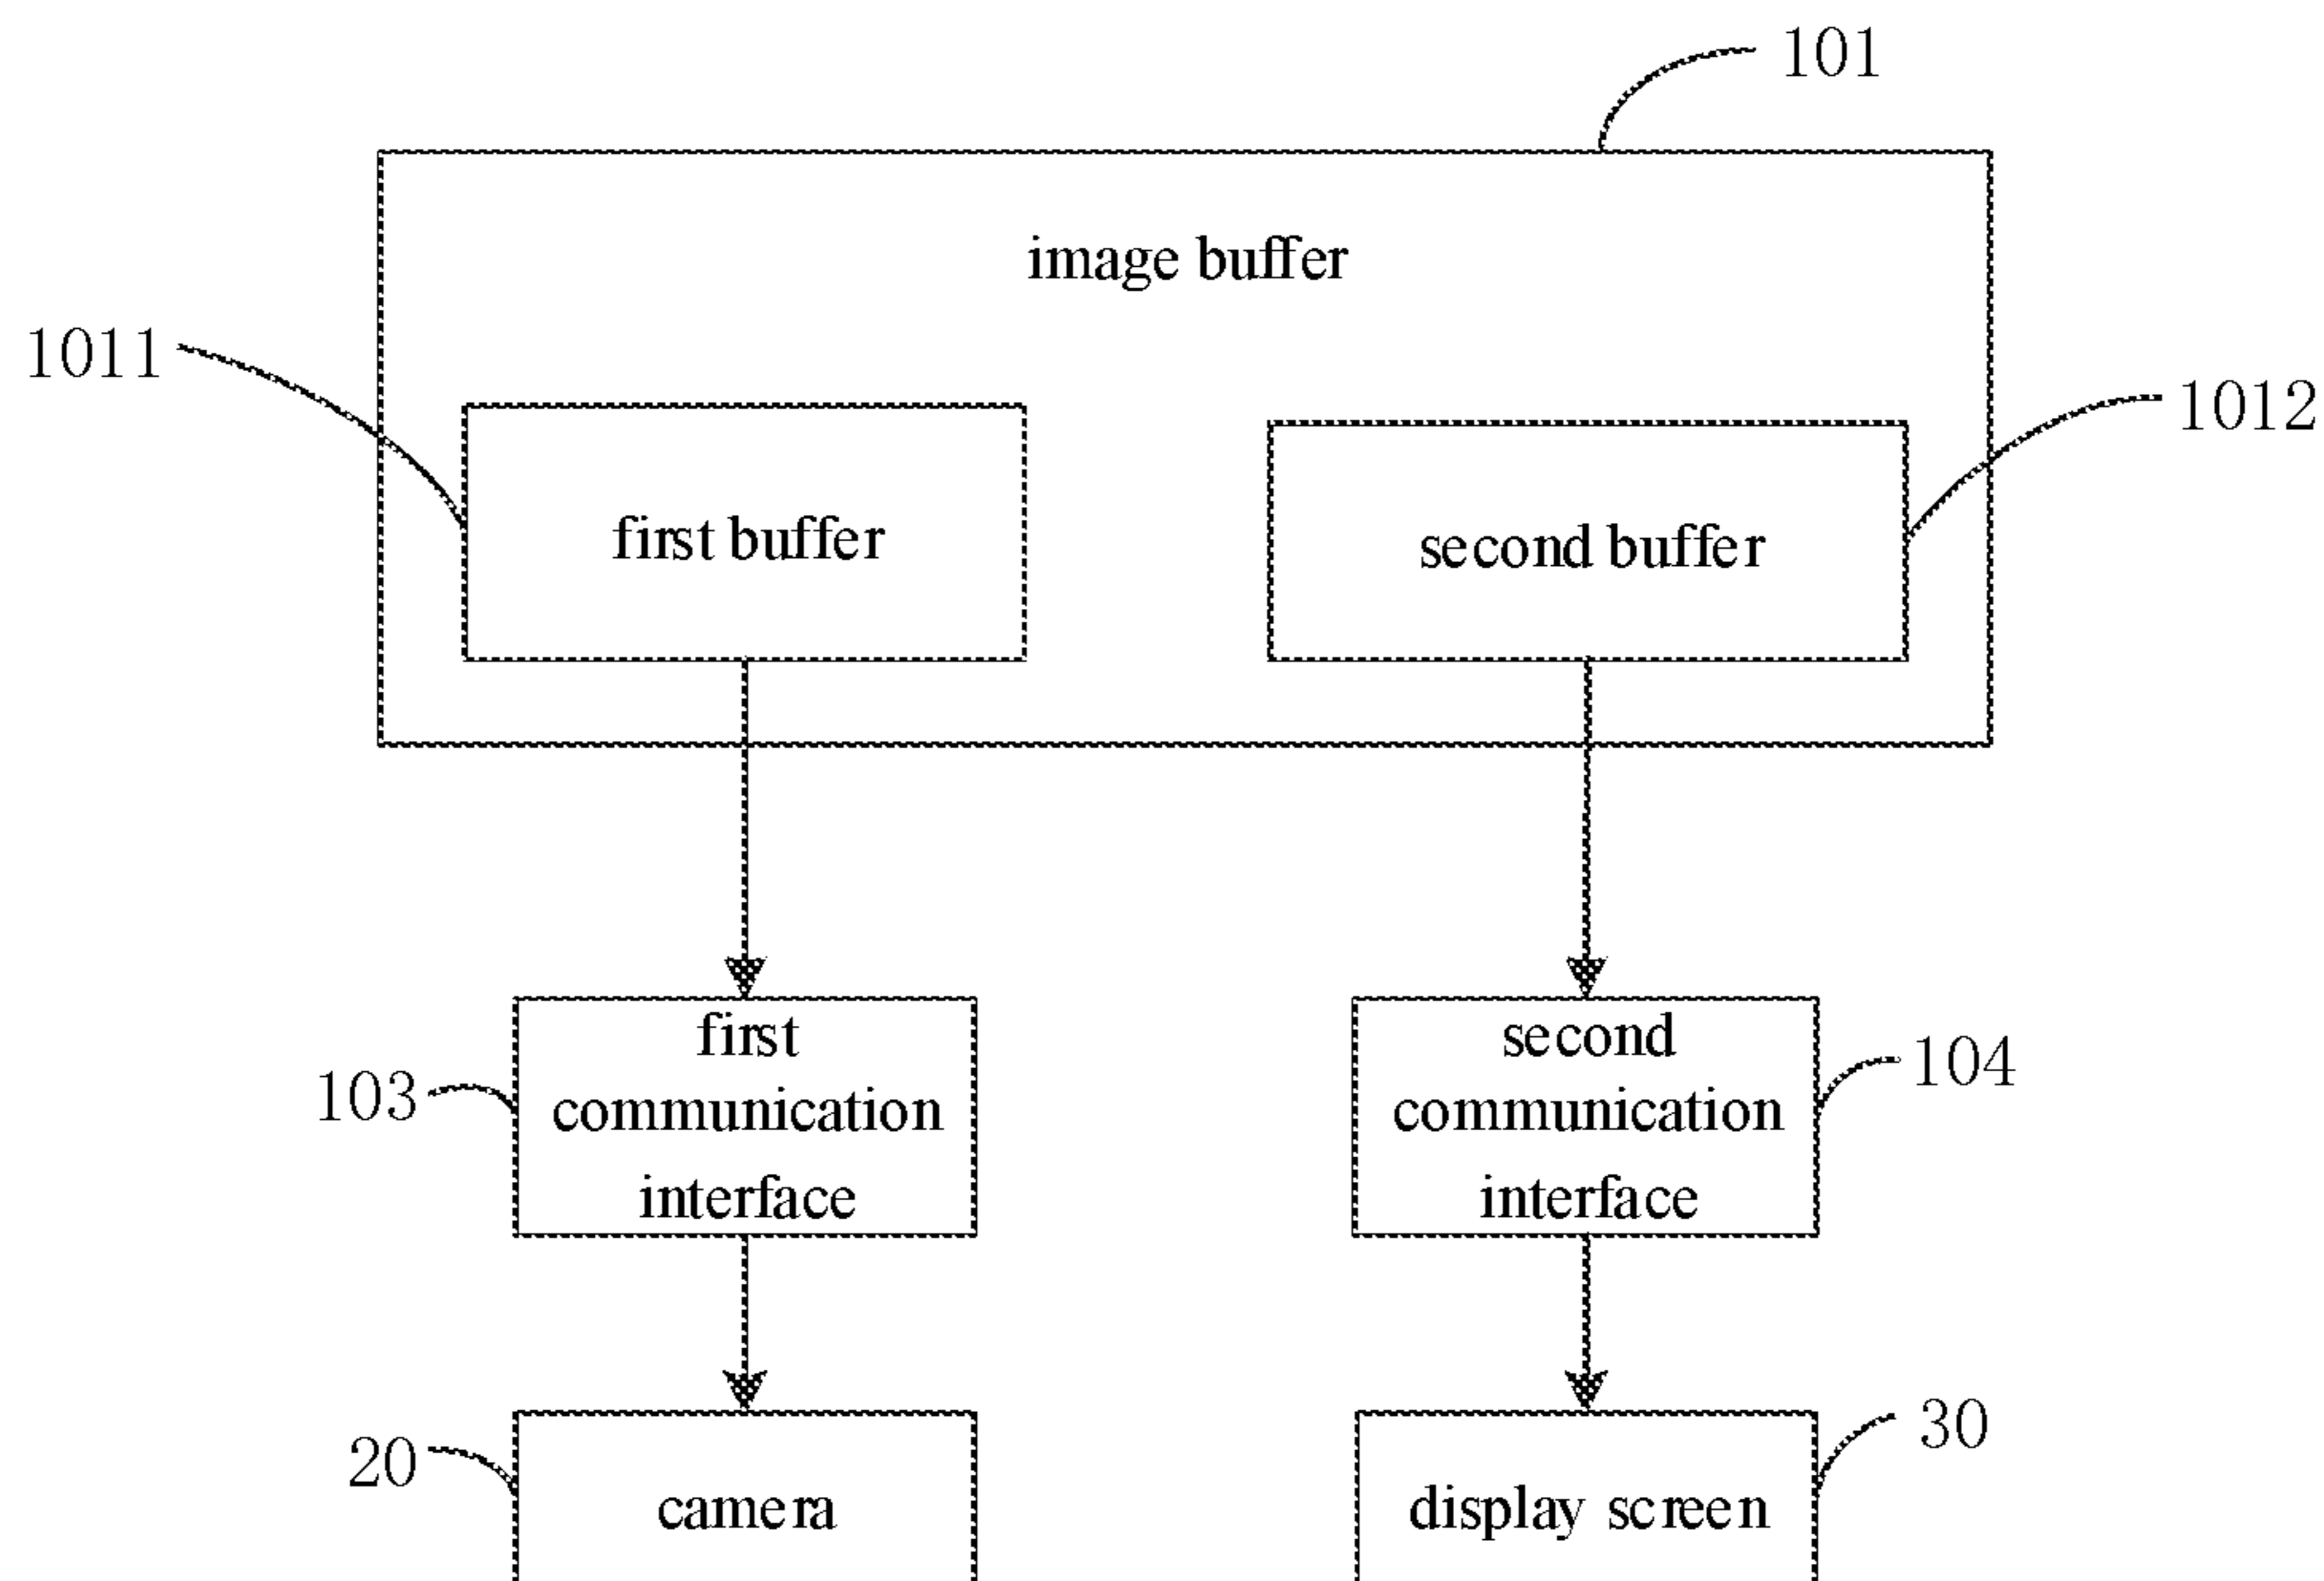 101
image buffer
1011
1012
first buffer
second buffer
first
communication
interface
103
second
communication
interface
104
20
camera
30
display screen